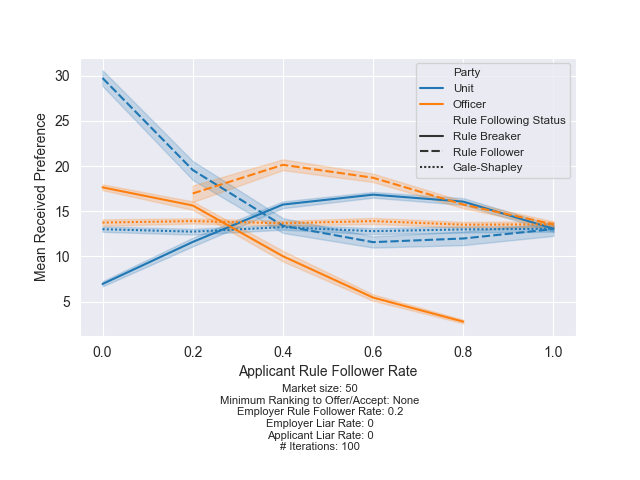 30
25
20
15
10
5
Mean Received Preference
Party
Unit
Officer
Rule Following Status
Rule Breaker
Rule Follower
Gale-Shapley
0.0 0.2 0.4 0.6 0.8 1.0
Applicant Rule Follower Rate
Market size: 50
Minimum Ranking to Offer/Accept: None
Employer Rule Follower Rate: 0.2
Employer Liar Rate: 0
Applicant Liar Rate: 0
# Iterations: 100